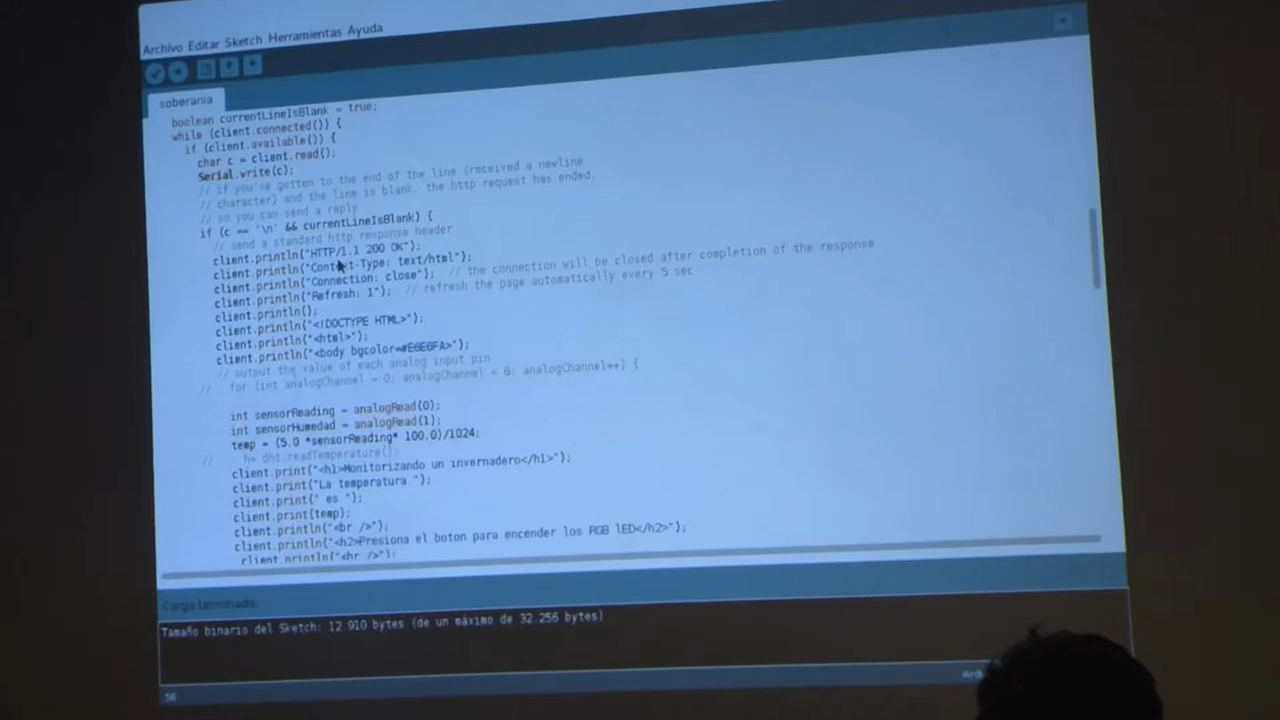 Archivo Editar Sketch Herramientas Ayuda
soberania
boolean currentLineIsBlank = true;
while (client.connected()) {
if (client.available()) {
char c = client.read();
Serial.write(c);
// if you've gotten to the end of the line (received a newline
// character) and the line is blank, the http request has ended,
// so you can send a reply
if (c == '\n' && currentLineIsBlank) {
// send a standard http response header
client.println("HTTP/1.1 200 OK");
client.println("Content-Type: text/html");
client.println("Connection: close"); // the connection will be closed after completion of the response
client.println("Refresh: 1"); // refresh the page automatically every 5 sec
client.println();
client.println("<!DOCTYPE HTML>");
client.println("<html>");
client.println("<body bgcolor=#E6E6FA>");
// output the value of each analog input pin
// for (int analogChannel = 0; analogChannel < 6; analogChannel++) {
int sensorReading = analogRead(0);
int sensorHumedad = analogRead(1);
temp = (5.0 *sensorReading* 100.0)/1024;
// h= dht.readTemperature();
client.print("<h1>Monitorizando un invernadero</h1>");
client.print("La temperatura ");
client.print(" es ");
client.print(temp);
client.println("<br />");
client.println("<h2>Presiona el boton para encender los RGB lED</h2>");
client.println("<br />");
Carga terminada.
Tamaño binario del Sketch: 12.910 bytes (de un máximo de 32.256 bytes)
56